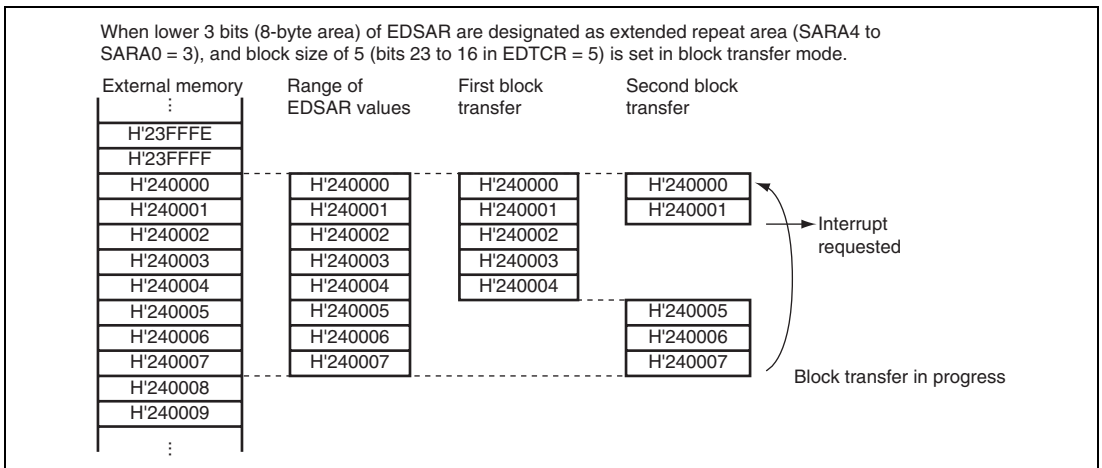 When lower 3 bits (8-byte area) of EDSAR are designated as extended repeat area (SARA4 to
SARA0 = 3), and block size of 5 (bits 23 to 16 in EDTCR = 5) is set in block transfer mode.
External memory
Range of
EDSAR values
First block
transfer
Second block
transfer
⋮
H'23FFFE
H'23FFFF
H'240000
H'240001
H'240002
H'240003
H'240004
H'240005
H'240006
H'240007
H'240008
H'240009
⋮
H'240000
H'240001
H'240002
H'240003
H'240004
H'240005
H'240006
H'240007
H'240000
H'240001
H'240002
H'240003
H'240004
H'240000
H'240001
H'240005
H'240006
H'240007
Interrupt
requested
Block transfer in progress